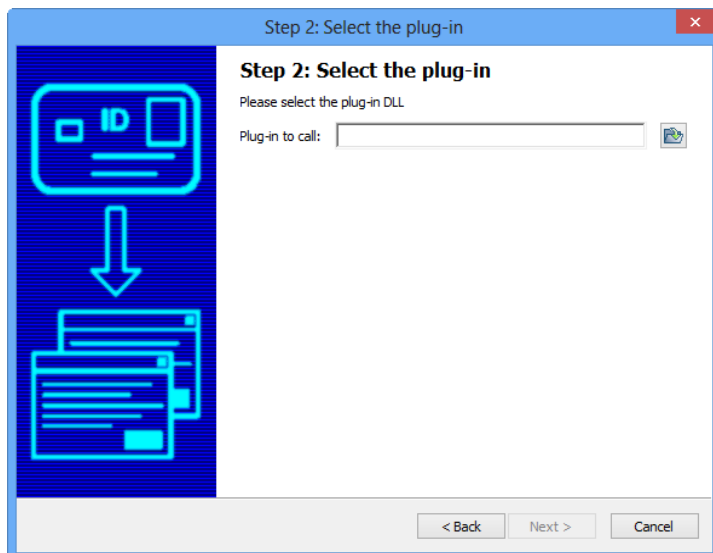 Step 2: Select the plug-in
Step 2: Select the plug-in
Please select the plug-in DLL
Plug-in to call:
ID
< Back Next > Cancel